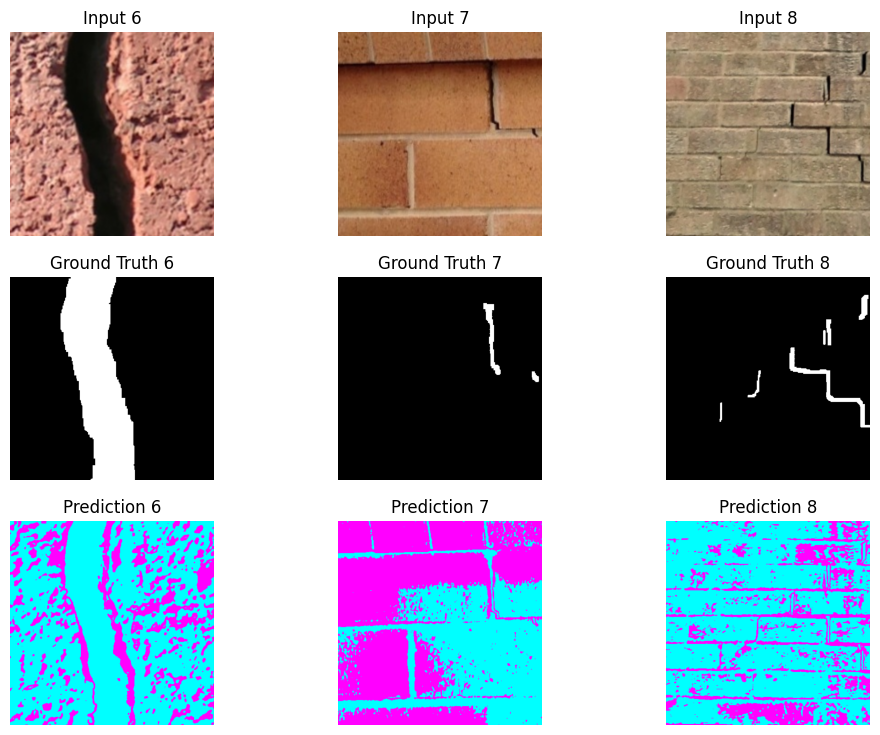 Input 6
Input 7
Input 8
Ground Truth 6
Ground Truth 7
Ground Truth 8
Prediction 6
Prediction 7
Prediction 8